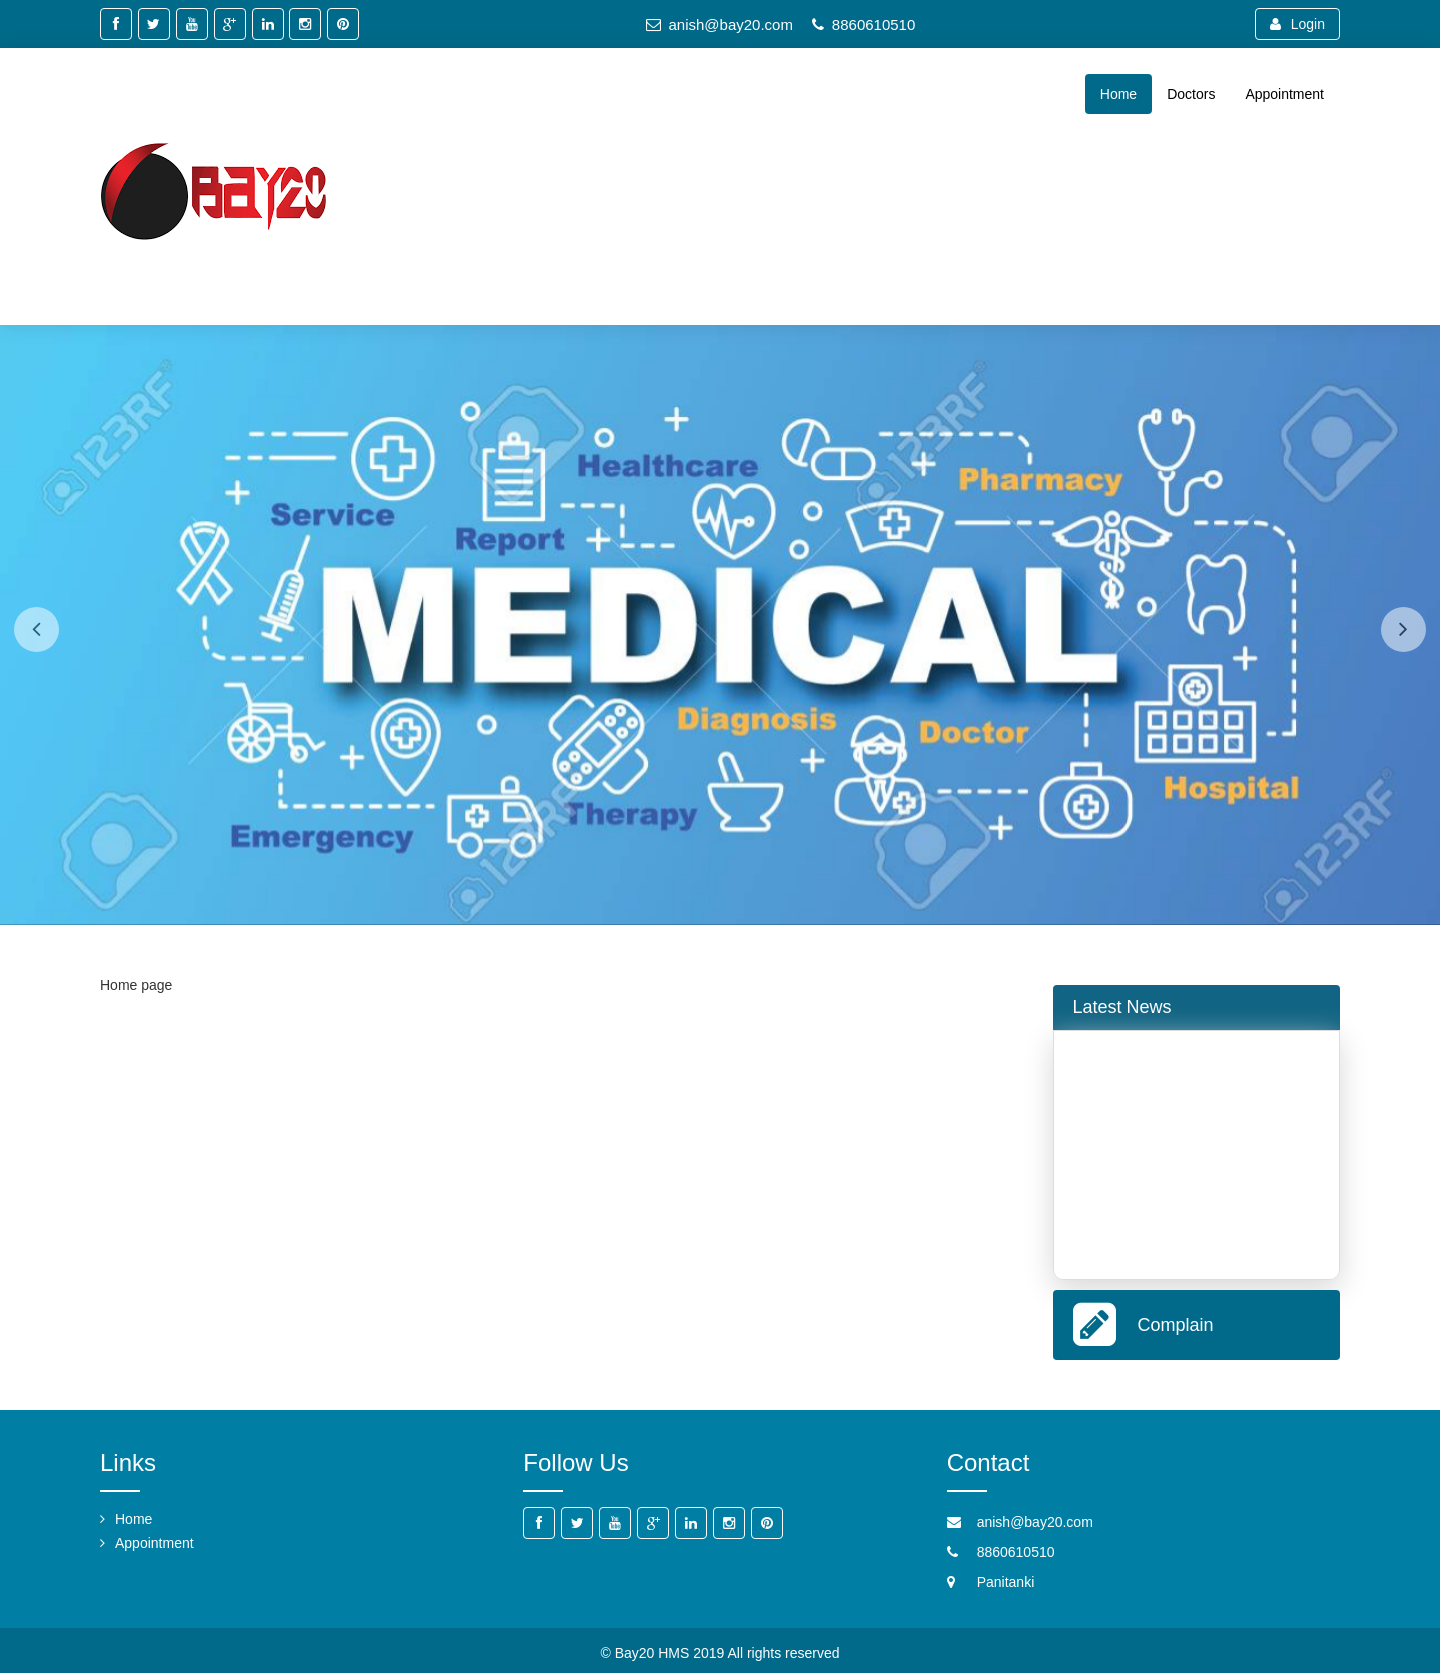 anish@bay20.com 8860610510 Login
Home Doctors Appointment
BAY20
123RF 123RF
Healthcare
Pharmacy
Service
Report
MEDICAL
Diagnosis
Doctor
Hospital
Therapy
Emergency
123RF 123RF
Home page
Latest News
Complain
Links
Home
Appointment
Follow Us
Contact
anish@bay20.com
8860610510
Panitanki
© Bay20 HMS 2019 All rights reserved